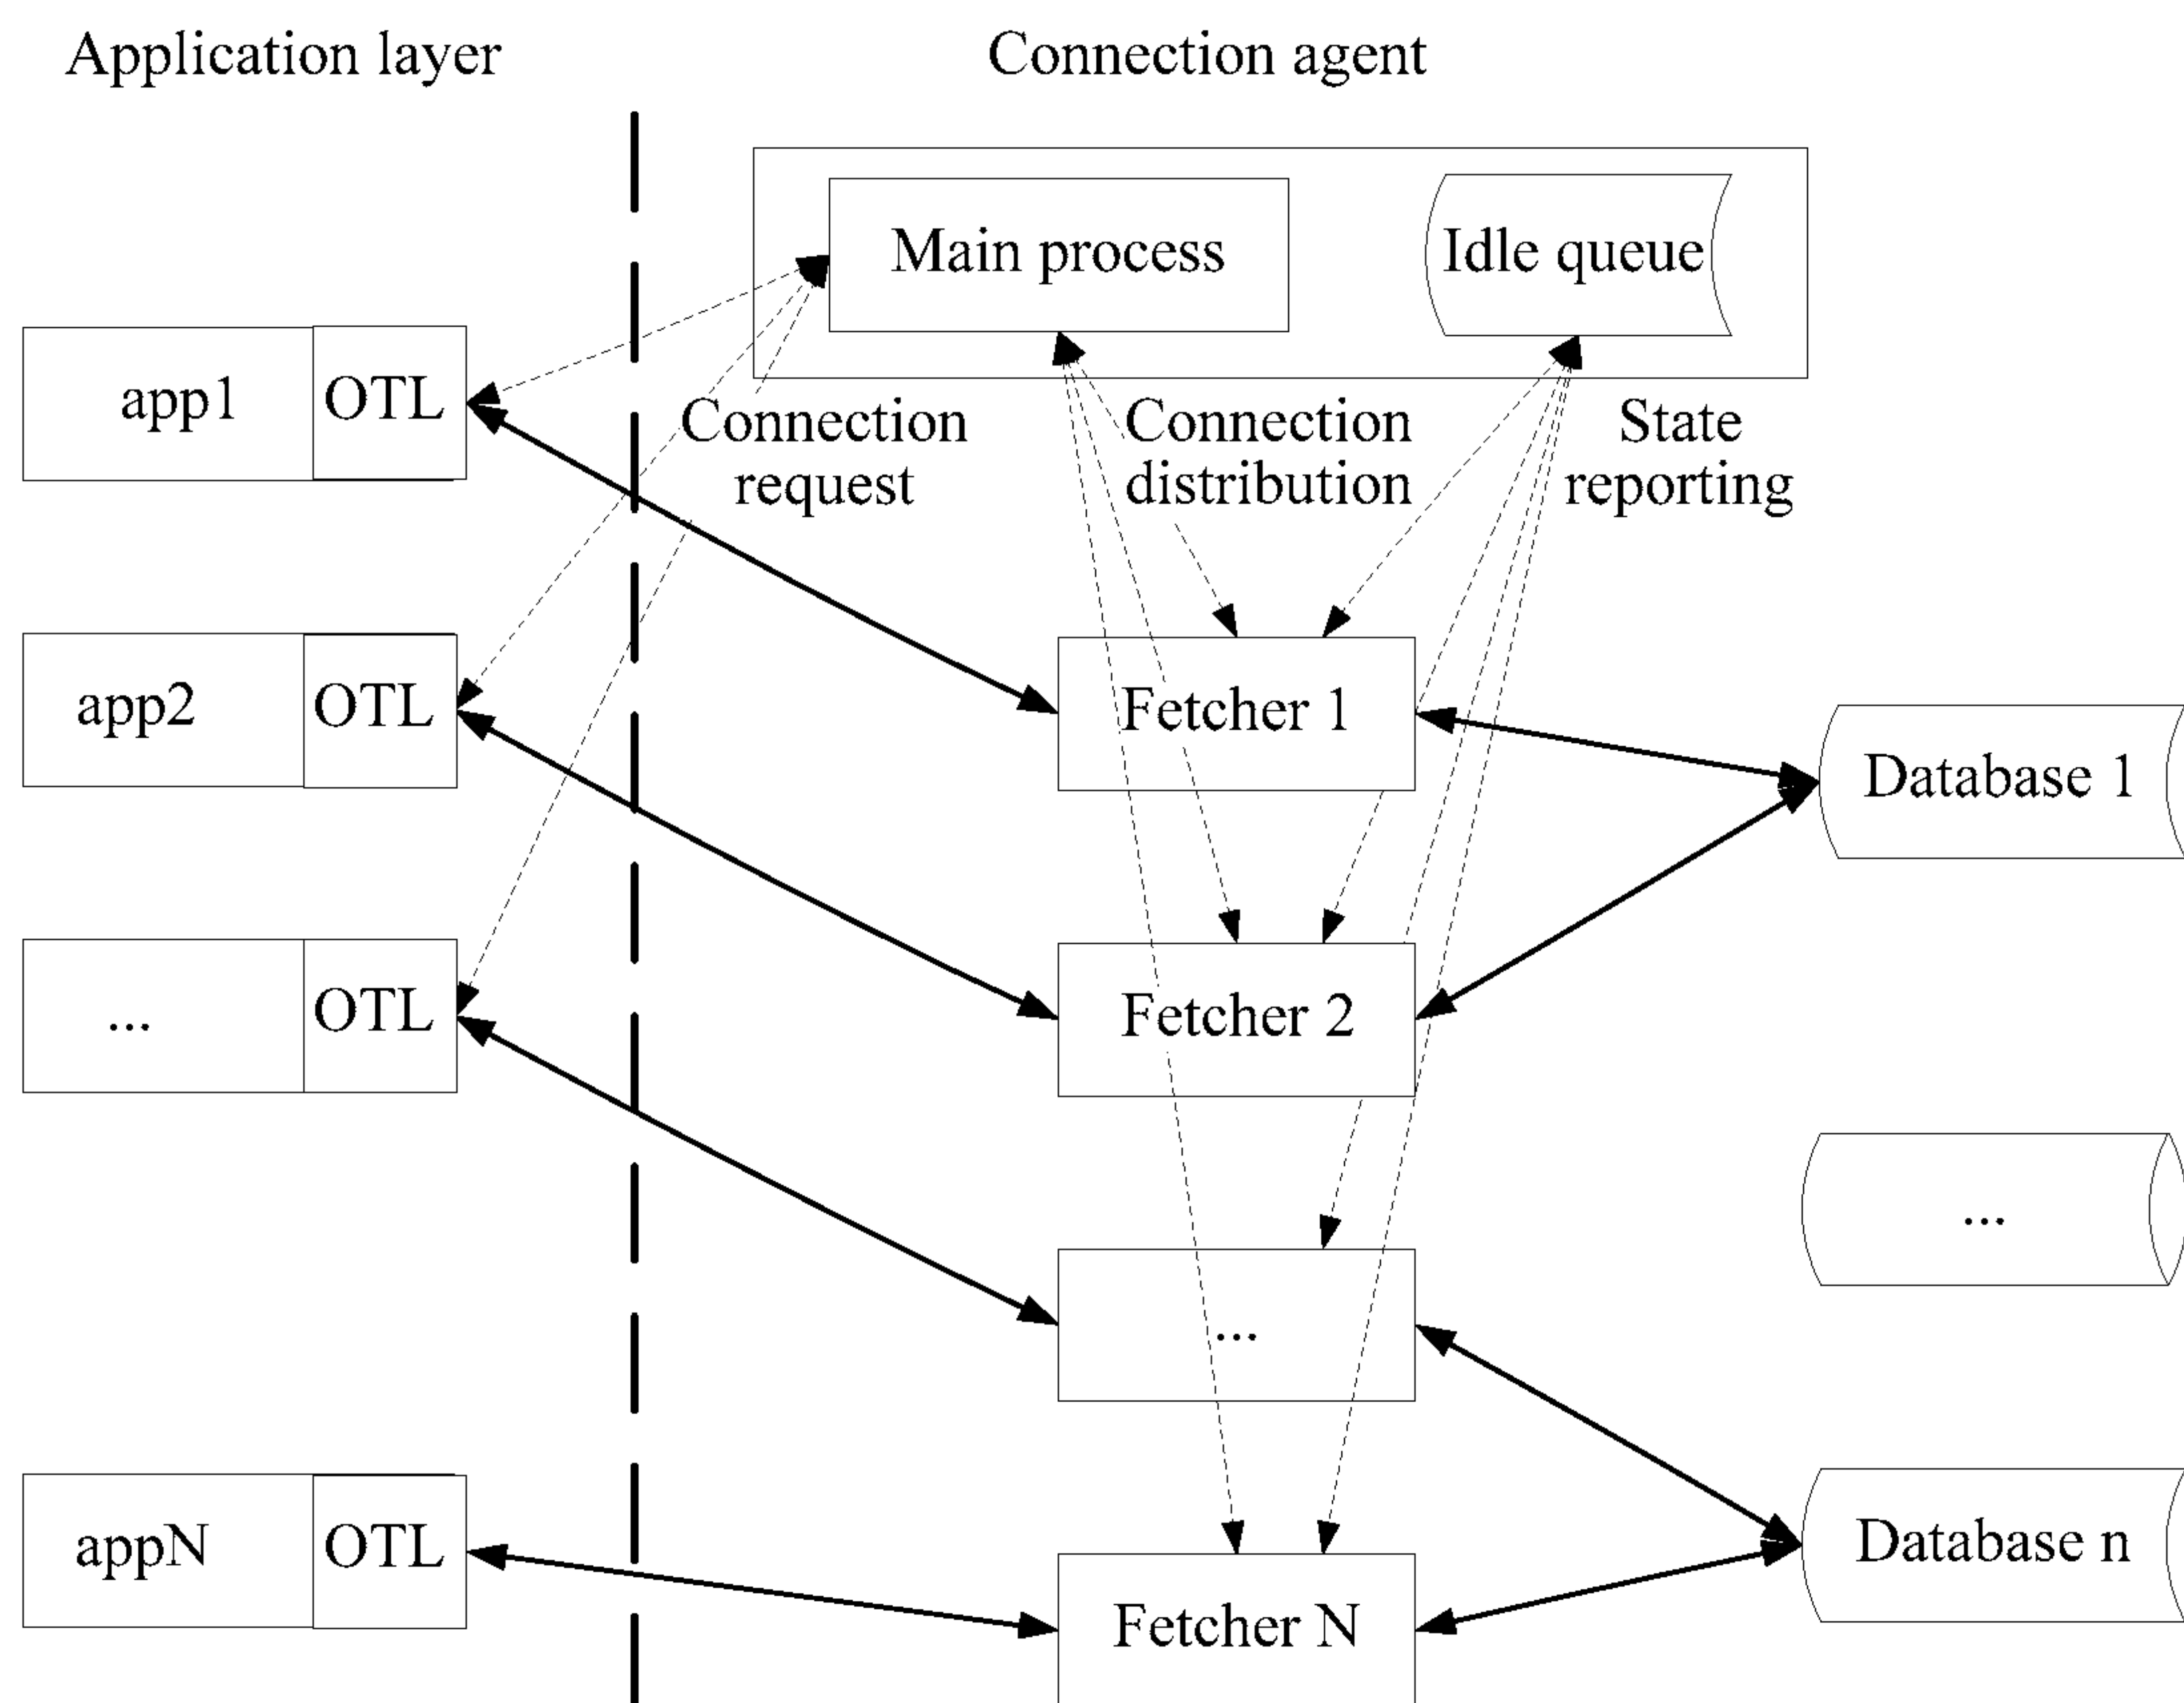 Application layer
Connection agent
Main process
Idle queue
app1
OTL
Connection
request
Connection
distribution
State
reporting
app2
OTL
Fetcher 1
Database 1
...
OTL
Fetcher 2
...
...
appN
OTL
Fetcher N
Database n